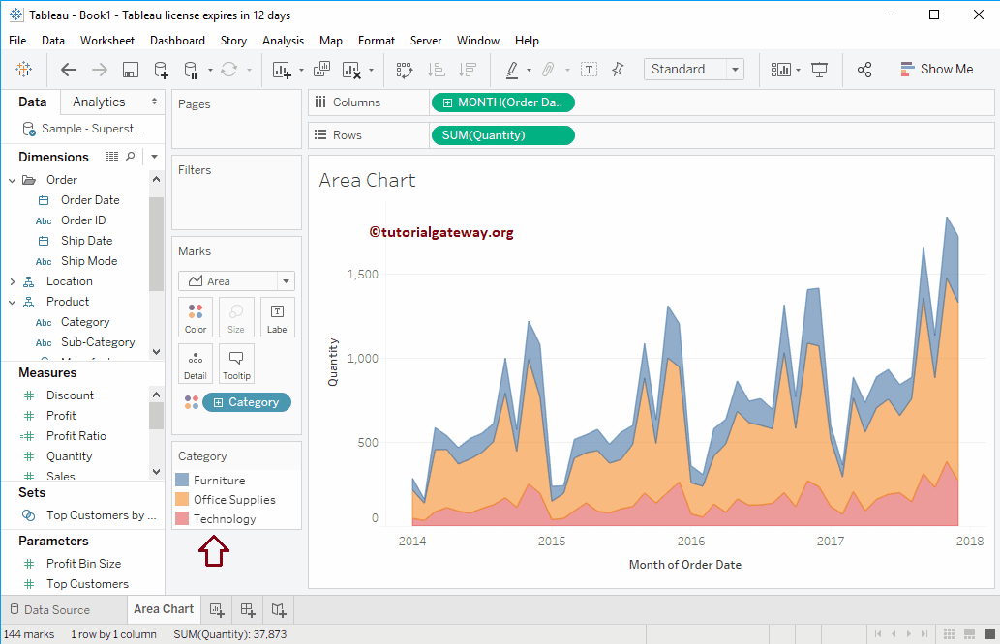 Tableau - Book1 - Tableau license expires in 12 days
File Data Worksheet Dashboard Story Analysis Map Format Server Window Help
Standard
Show Me
Data Analytics
Sample - Superst...
Dimensions
Order
Order Date
Abc Order ID
Ship Date
Abc Ship Mode
Location
Product
Abc Category
Abc Sub-Category
Measures
Discount
Profit
Profit Ratio
Quantity
Sales
Sets
Top Customers by ...
Parameters
Profit Bin Size
Top Customers
Pages
Filters
Marks
Area
Color Size Label
Detail Tooltip
Category
Category
Furniture
Office Supplies
Technology
Columns MONTH(Order Da..
Rows SUM(Quantity)
Area Chart
©tutorialgateway.org
Quantity
1,500
1,000
500
0
2014 2015 2016 2017 2018
Month of Order Date
Data Source Area Chart
144 marks 1 row by 1 column SUM(Quantity): 37,873